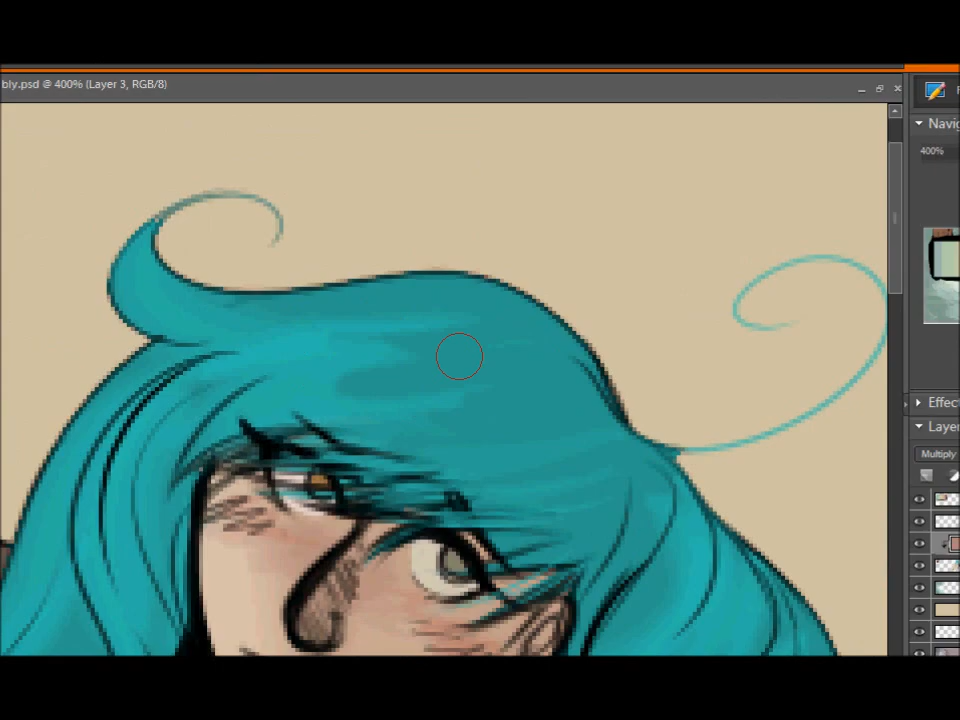 bly.psd @ 400% (Layer 3, RGB/8)
Navig
400%
Effec
Layer
Multiply